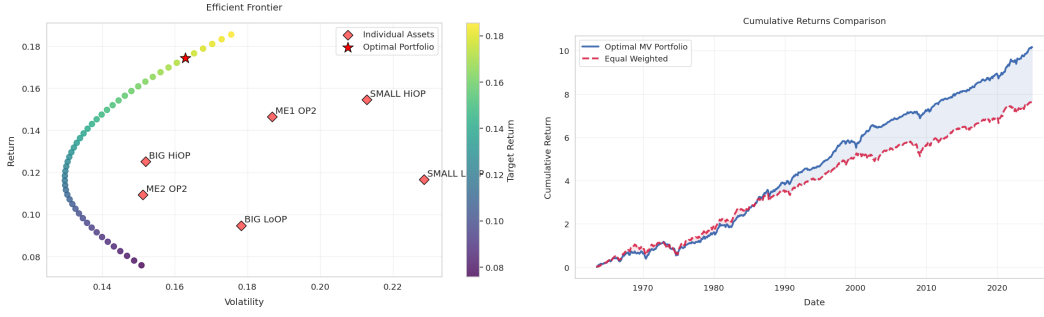 Efficient Frontier
Individual Assets
Optimal Portfolio
SMALL HiOP
ME1 OP2
BIG HiOP
SMALL L
ME2 OP2
BIG LoOP
0.18
0.16
0.14
0.12
0.10
0.08
Return
0.14
0.16
0.18
0.20
0.22
Volatility
0.18
0.16
0.14
0.12
0.10
0.08
Target Return
Cumulative Returns Comparison
Optimal MV Portfolio
Equal Weighted
10
8
6
4
2
0
Cumulative Return
1970
1980
1990
2000
2010
2020
Date